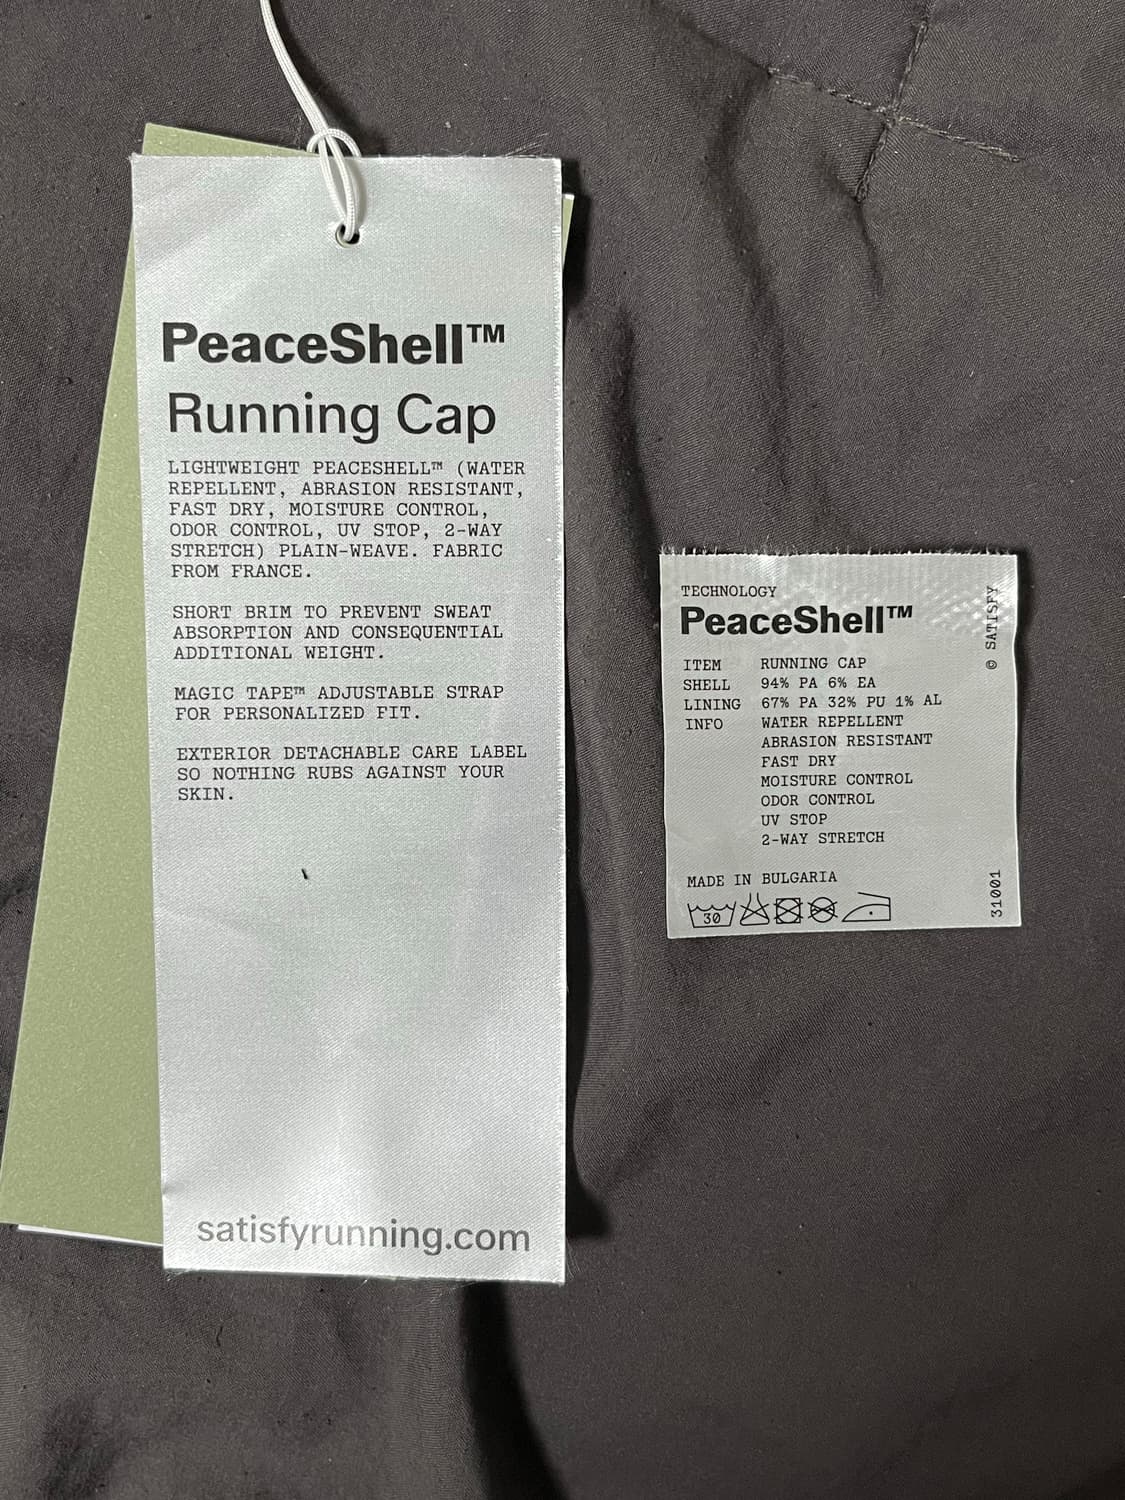 PeaceShell™
Running Cap
LIGHTWEIGHT PEACESHELL™ (WATER
REPELLENT, ABRASION RESISTANT,
FAST DRY, MOISTURE CONTROL,
ODOR CONTROL, UV STOP, 2-WAY
STRETCH) PLAIN-WEAVE. FABRIC
FROM FRANCE.
SHORT BRIM TO PREVENT SWEAT
ABSORPTION AND CONSEQUENTIAL
ADDITIONAL WEIGHT.
MAGIC TAPE™ ADJUSTABLE STRAP
FOR PERSONALIZED FIT.
EXTERIOR DETACHABLE CARE LABEL
SO NOTHING RUBS AGAINST YOUR
SKIN.
satisfyrunning.com
TECHNOLOGY
PeaceShell™
ITEM RUNNING CAP
SHELL 94% PA 6% EA
LINING 67% PA 32% PU 1% AL
INFO WATER REPELLENT
ABRASION RESISTANT
FAST DRY
MOISTURE CONTROL
ODOR CONTROL
UV STOP
2-WAY STRETCH
MADE IN BULGARIA
30
© SATISFY
31001